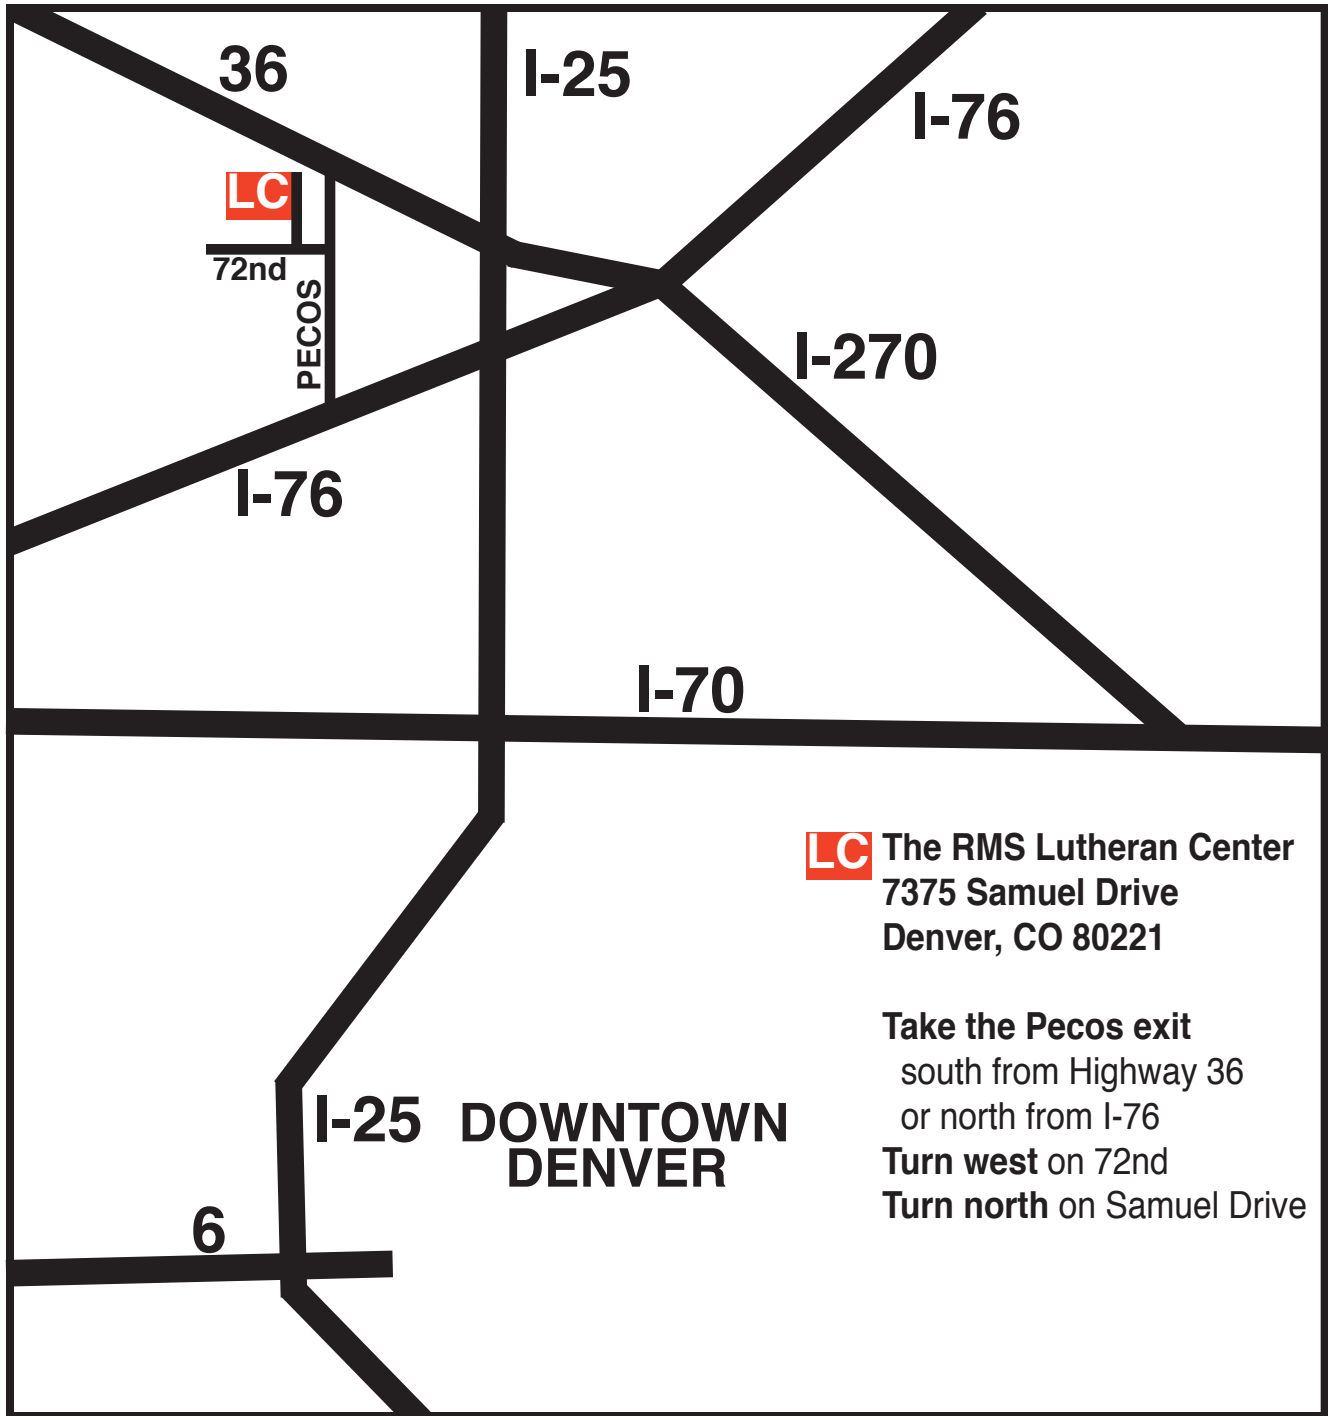 36
I-25
I-76
LC
72nd
PECOS
I-270
I-76
I-70
LC The RMS Lutheran Center
7375 Samuel Drive
Denver, CO 80221
Take the Pecos exit
south from Highway 36
or north from I-76
Turn west on 72nd
Turn north on Samuel Drive
I-25
DOWNTOWN
DENVER
6